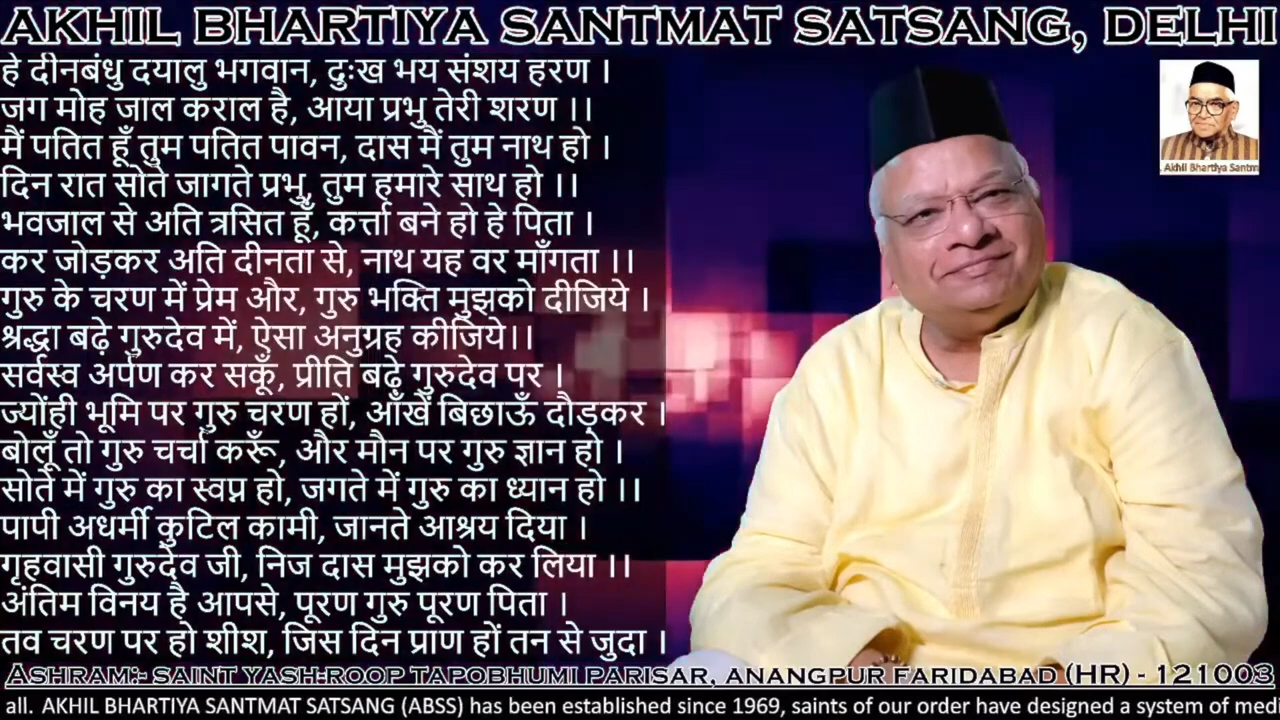 AKHIL BHARTIYA SANTMAT SATSANG, DELHI
हे दीनबंधु दयालु भगवान, दुःख भय संशय हरण ।
जग मोह जाल कराल है, आया प्रभु तेरी शरण ।।
मैं पतित हूँ तुम पतित पावन, दास मैं तुम नाथ हो ।
दिन रात सोते जागते प्रभु, तुम हमारे साथ हो ।।
भवजाल से अति त्रसित हूँ, कर्त्ता बने हो हे पिता ।
कर जोड़कर अति दीनता से, नाथ यह वर माँगता ।।
गुरु के चरण में प्रेम और, गुरु भक्ति मुझको दीजिये ।
श्रद्धा बढ़े गुरुदेव में, ऐसा अनुग्रह कीजिये।।
सर्वस्व अर्पण कर सकूँ, प्रीति बढ़े गुरुदेव पर ।
ज्योंही भूमि पर गुरु चरण हों, आँखें बिछाऊँ दौड़कर ।
बोलूँ तो गुरु चर्चा करूँ, और मौन पर गुरु ज्ञान हो ।
सोते में गुरु का स्वप्न हो, जगते में गुरु का ध्यान हो ।।
पापी अधर्मी कुटिल कामी, जानते आश्रय दिया ।
गृहवासी गुरुदेव जी, निज दास मुझको कर लिया ।।
अंतिम विनय है आपसे, पूरण गुरु पूरण पिता ।
तव चरण पर हो शीश, जिस दिन प्राण हों तन से जुदा ।
Akhil Bhartiya Santm
ASHRAM:- SAINT YASH-ROOP TAPOBHUMI PARISAR, ANANGPUR FARIDABAD (HR) - 121003
all. AKHIL BHARTIYA SANTMAT SATSANG (ABSS) has been established since 1969, saints of our order have designed a system of med